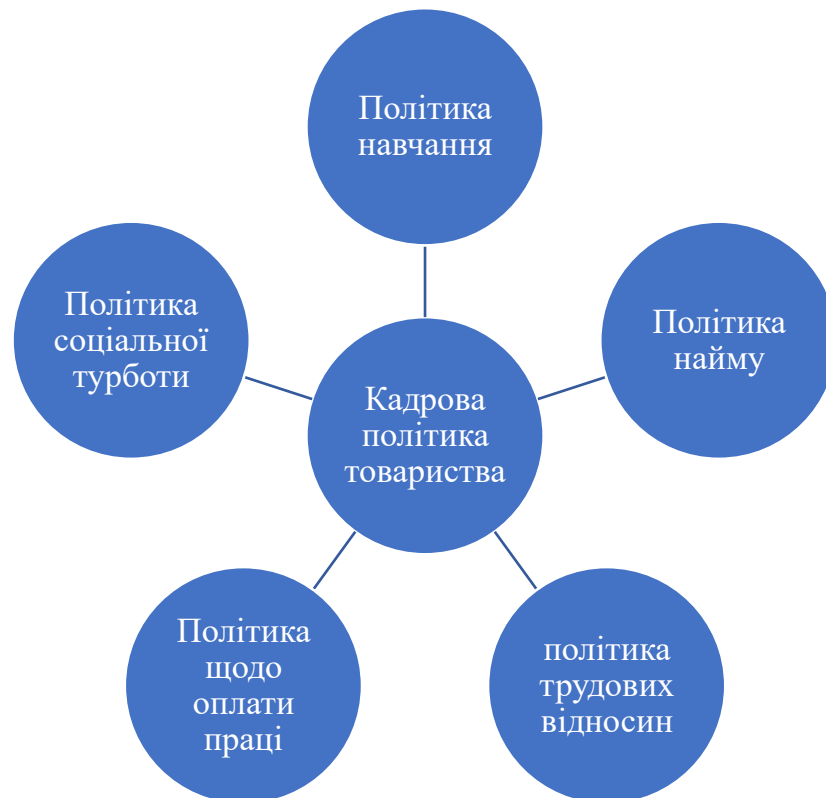 Політика
навчання
Політика
соціальної
турботи
Політика
найму
Кадрова
політика
товариства
Політика
щодо
оплати
праці
політика
трудових
відносин